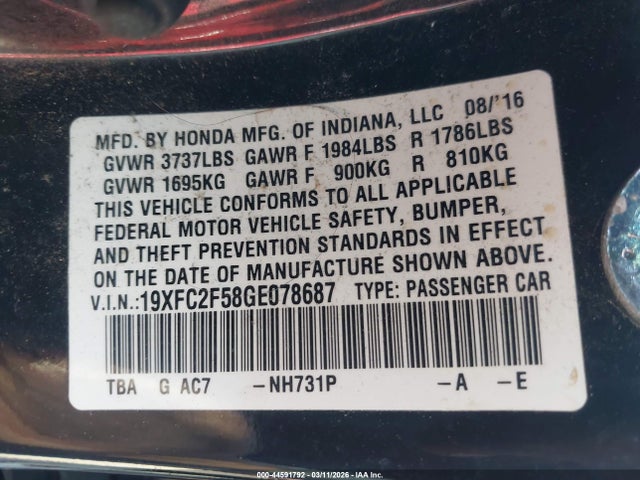 MFD. BY HONDA MFG. OF INDIANA, LLC 08/'16
GVWR 3737LBS GAWR F 1984LBS R 1786LBS
GVWR 1695KG GAWR F 900KG R 810KG
THIS VEHICLE CONFORMS TO ALL APPLICABLE
FEDERAL MOTOR VEHICLE SAFETY, BUMPER,
AND THEFT PREVENTION STANDARDS IN EFFECT
ON THE DATE OF MANUFACTURE SHOWN ABOVE.
V.I.N.:19XFC2F58GE078687 TYPE: PASSENGER CAR
TBA G AC7 -NH731P -A -E
000-44591792 - 03/11/2026 - IAA Inc.